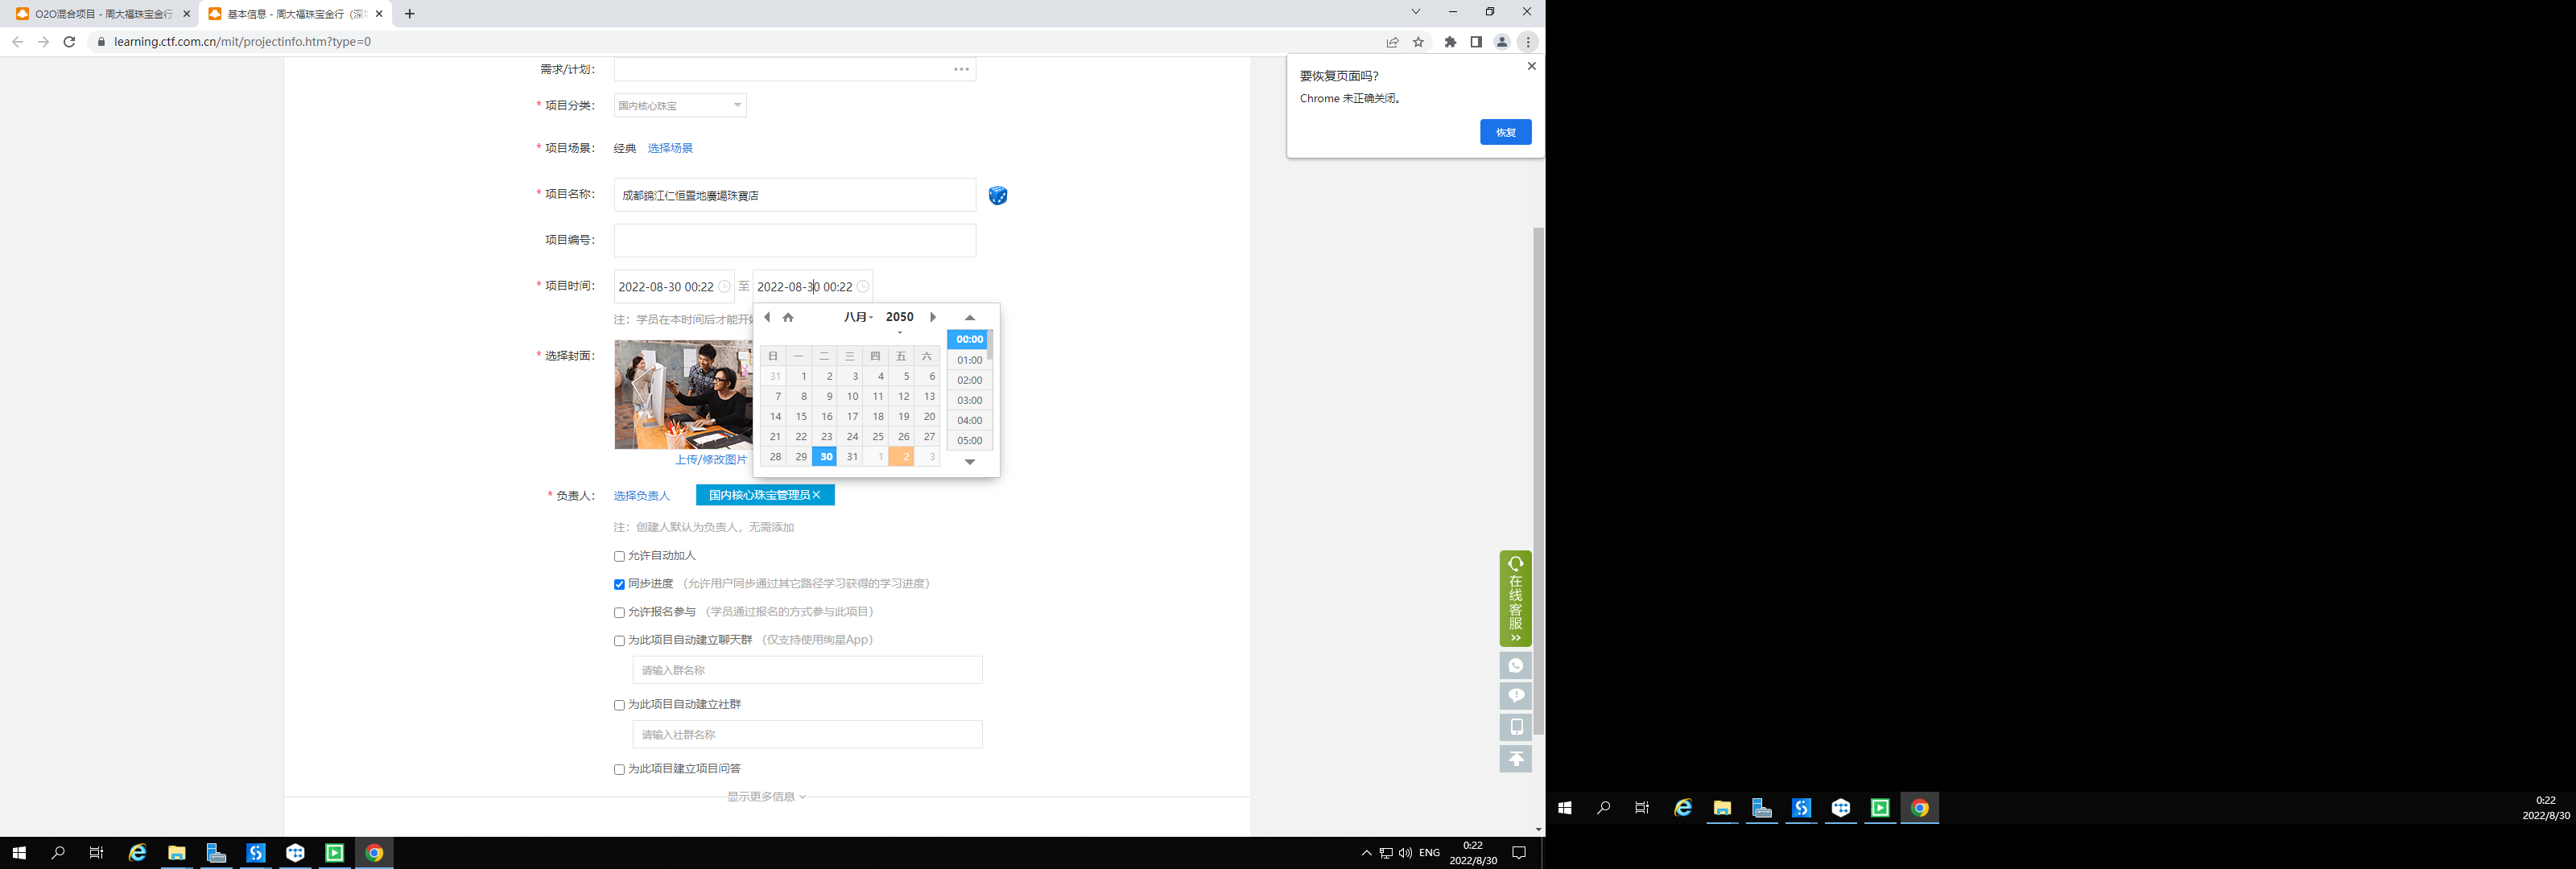 O2O混合项目 - 周大福珠宝金行
基本信息 - 周大福珠宝金行（深
learning.ctf.com.cn/mit/projectinfo.htm?type=0
要恢复页面吗?
Chrome 未正确关闭。
恢复
需求/计划：
* 项目分类：
国内核心珠宝
* 项目场景：
经典
选择场景
* 项目名称：
成都錦江仁恒置地廣場珠寶店
项目编号：
* 项目时间：
2022-08-30 00:22
至
2022-08-30 00:22
注：学员在本时间后才能开始
八月
2050
日 一 二 三 四 五 六
31 1 2 3 4 5 6
7 8 9 10 11 12 13
14 15 16 17 18 19 20
21 22 23 24 25 26 27
28 29 30 31 1 2 3
00:00
01:00
02:00
03:00
04:00
05:00
* 选择封面：
上传/修改图片
* 负责人：
选择负责人
国内核心珠宝管理员
注：创建人默认为负责人，无需添加
允许自动加人
同步进度 （允许用户同步通过其它路径学习获得的学习进度）
允许报名参与 （学员通过报名的方式参与此项目）
为此项目自动建立聊天群 （仅支持使用绚星App）
请输入群名称
为此项目自动建立社群
请输入社群名称
为此项目建立项目问答
显示更多信息
在线客服
ENG
0:22
2022/8/30
0:22
2022/8/30